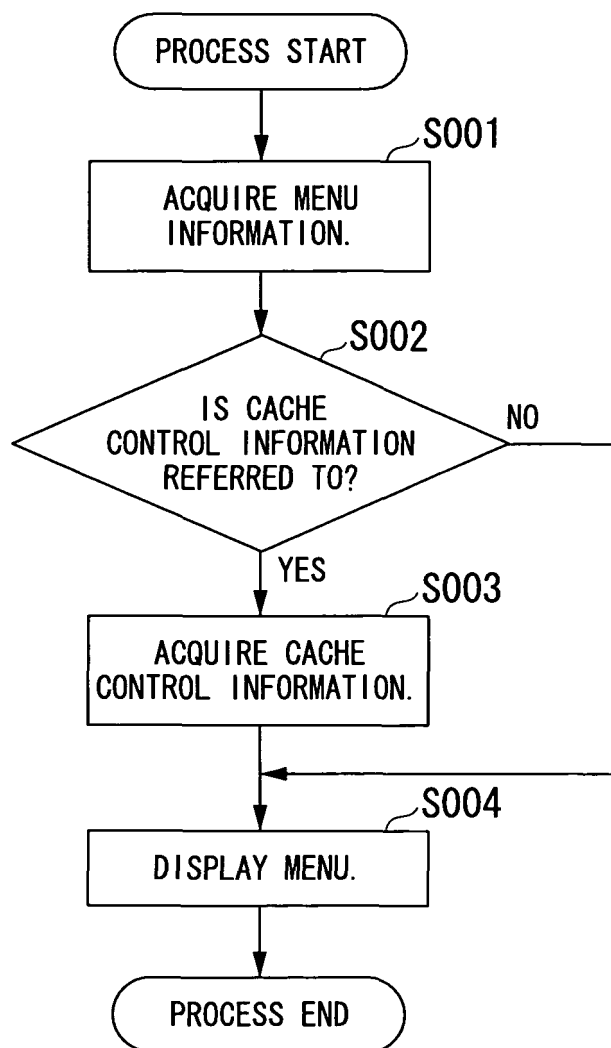 PROCESS START
S001
ACQUIRE MENU
INFORMATION.
S002
IS CACHE
CONTROL INFORMATION
REFERRED TO?
NO
YES
S003
ACQUIRE CACHE
CONTROL INFORMATION.
S004
DISPLAY MENU.
PROCESS END